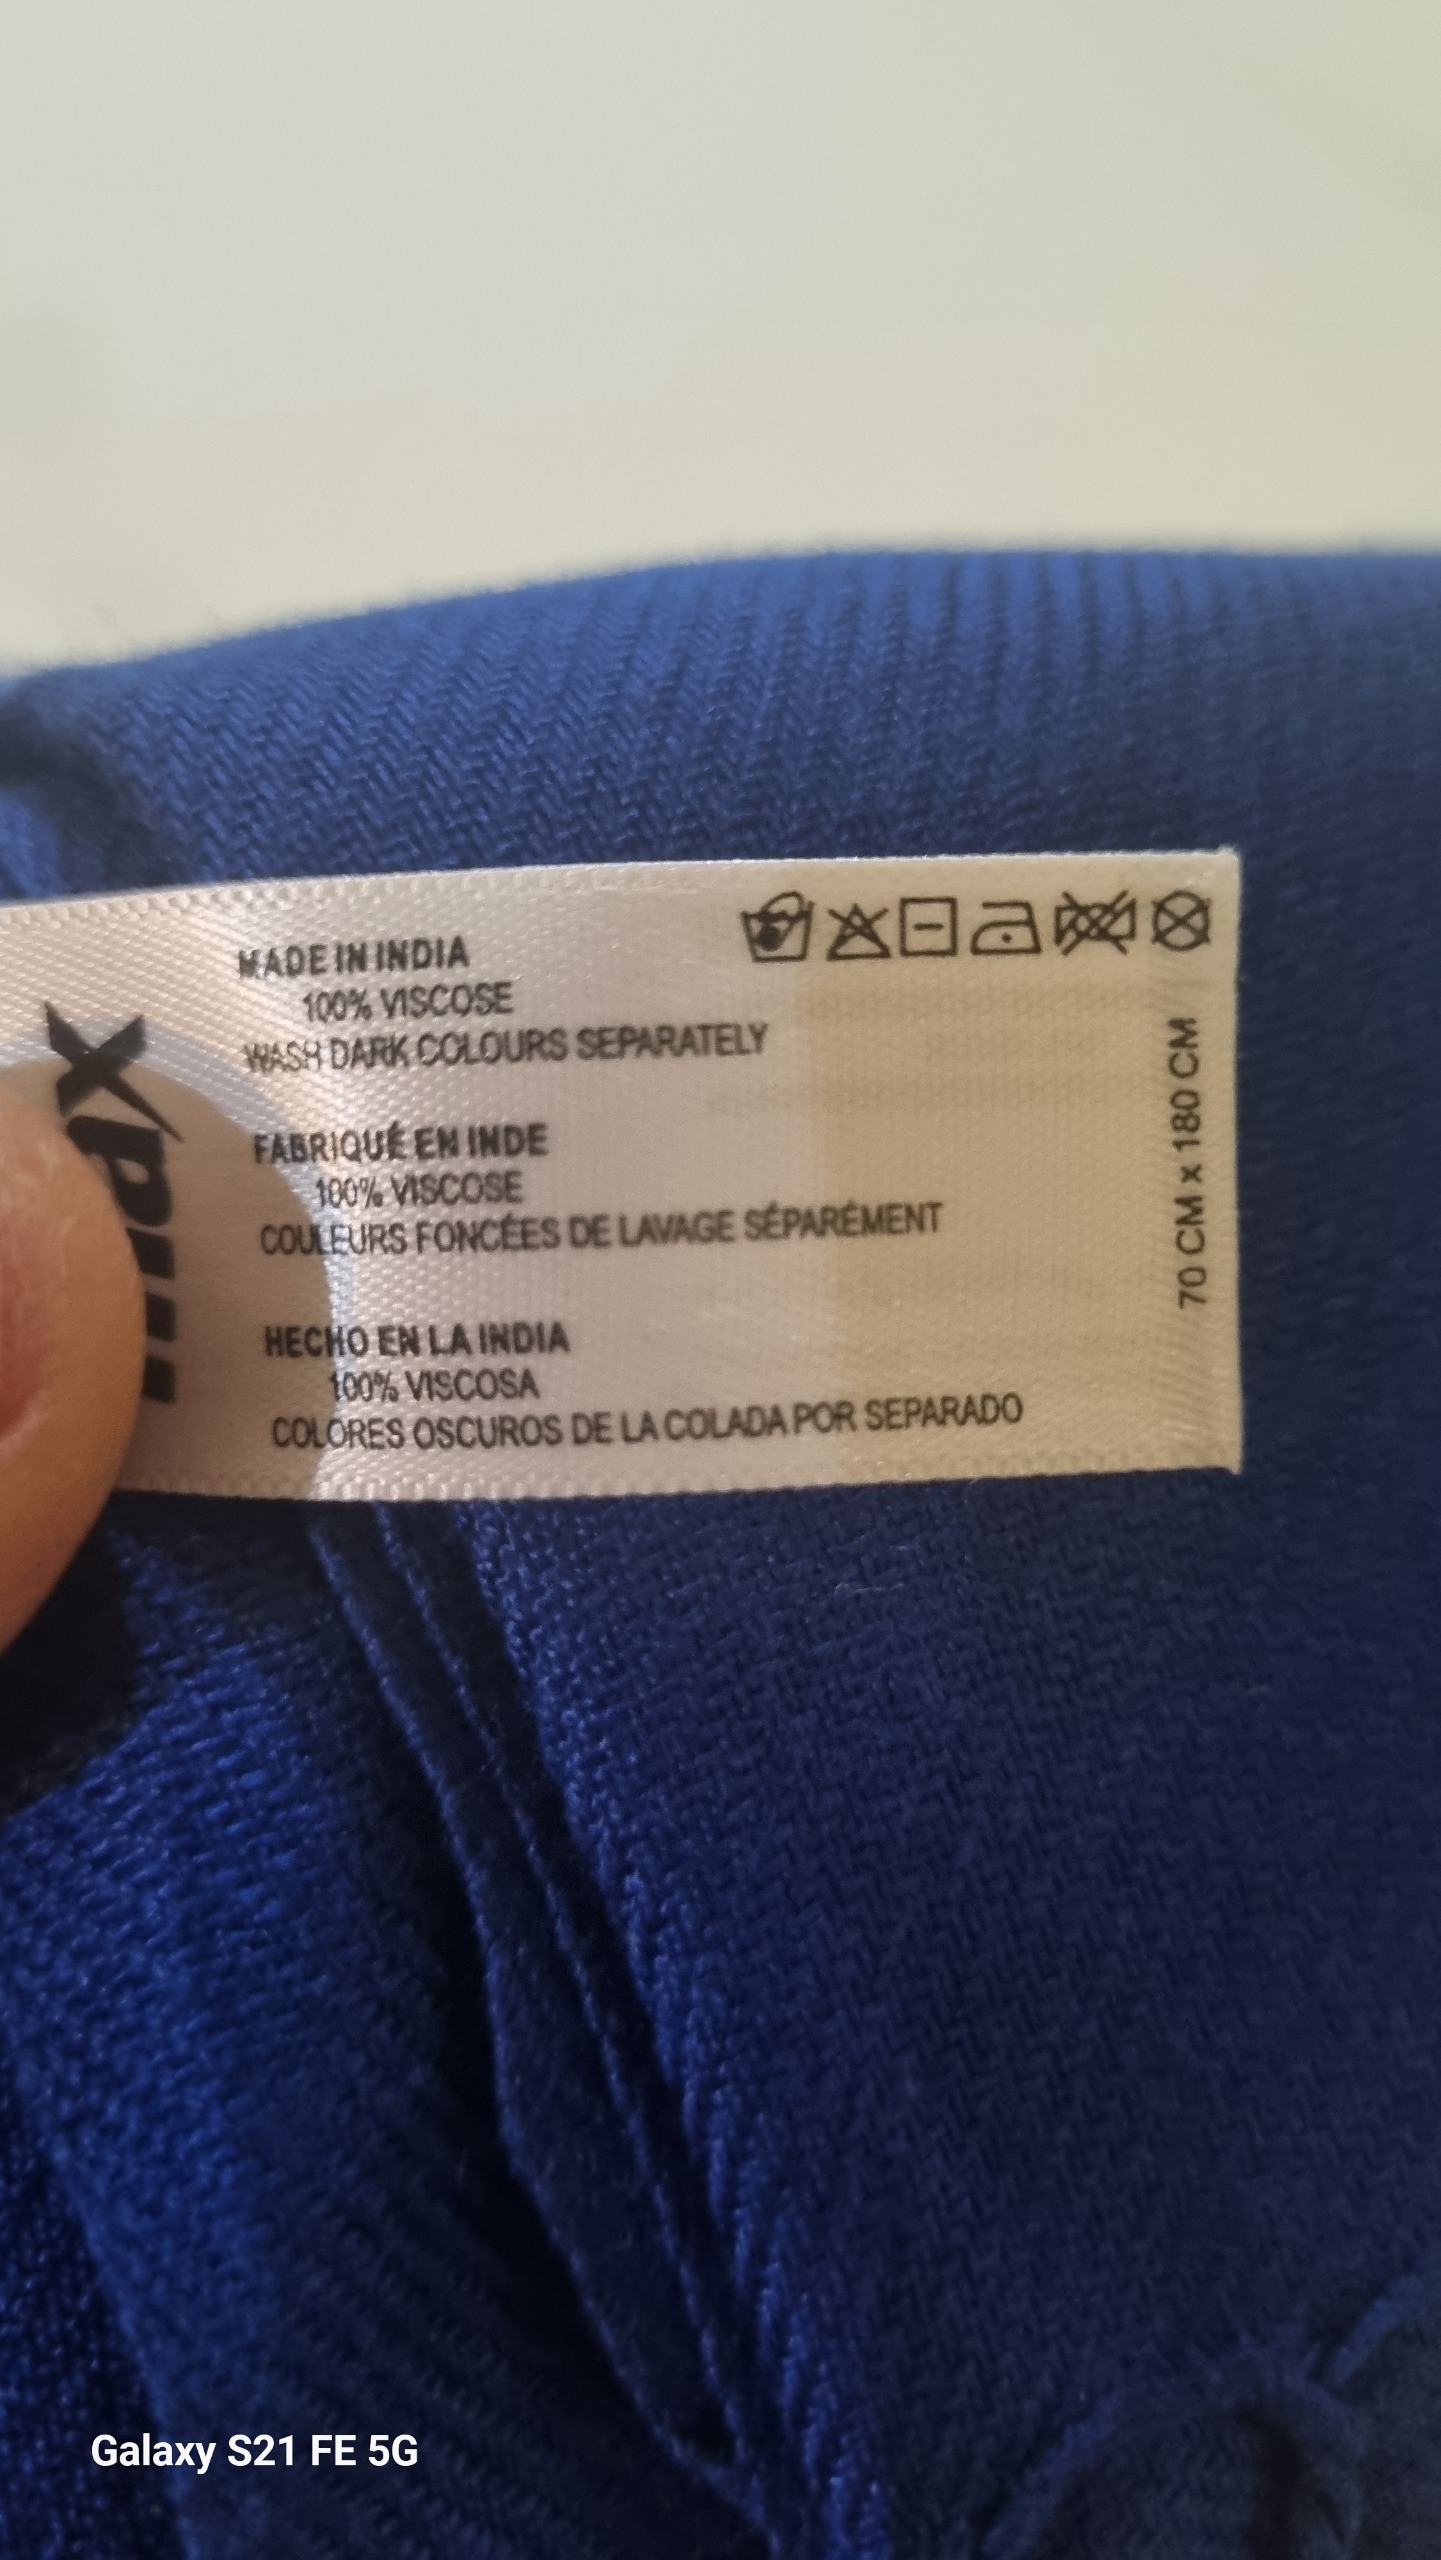 MADE IN INDIA
100% VISCOSE
WASH DARK COLOURS SEPARATELY
FABRIQUÉ EN INDE
100% VISCOSE
COULEURS FONCÉES DE LAVAGE SÉPARÉMENT
HECHO EN LA INDIA
100% VISCOSA
COLORES OSCUROS DE LA COLADA POR SEPARADO
70 CM x 180 CM
Galaxy S21 FE 5G